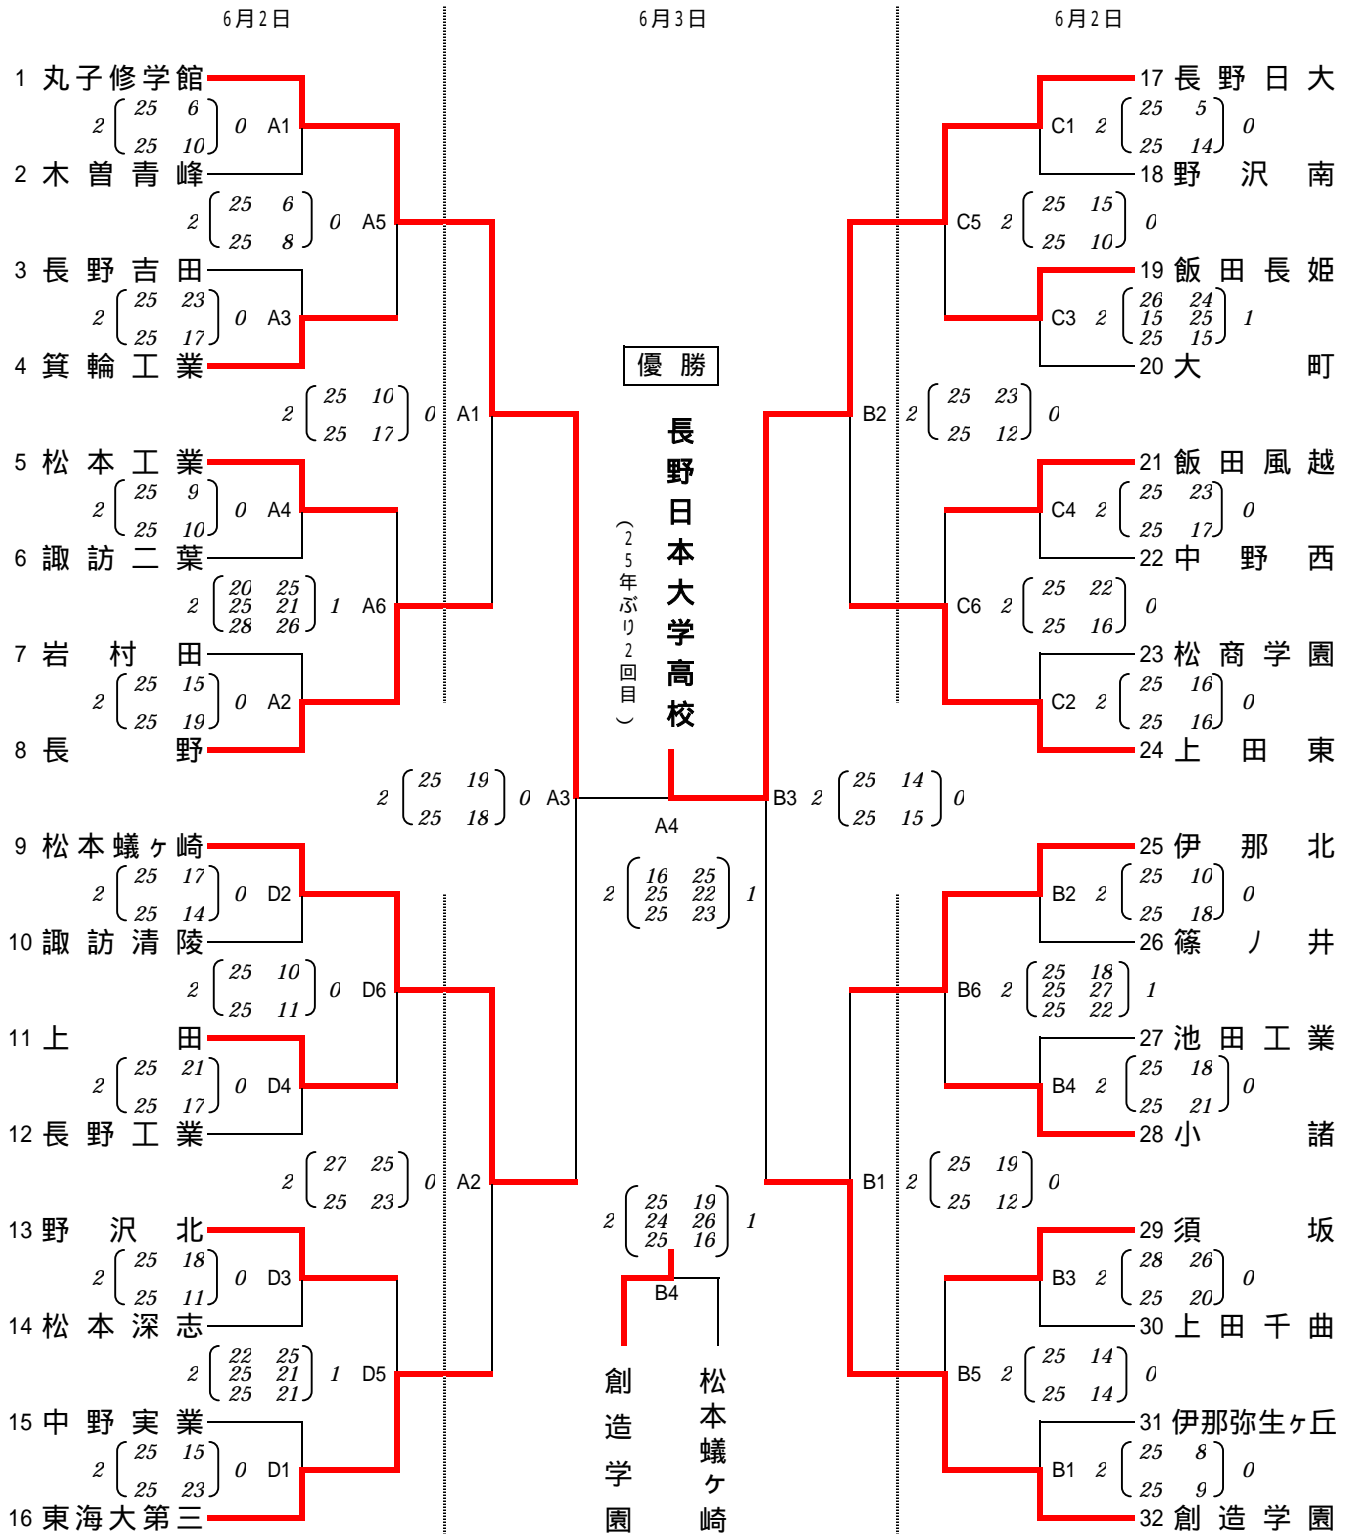 6月2日
6月3日
6月2日
1 丸子修学館
2 25 6 0 A1
25 10
2 木曽青峰
2 25 6 0 A5
25 8
3 長野吉田
2 25 23 0 A3
25 17
4 箕輪工業
2 25 10 0 A1
25 17
5 松本工業
2 25 9 0 A4
25 10
6 諏訪二葉
20 25
2 25 21 1 A6
28 26
7 岩村田
2 25 15 0 A2
25 19
8 長野
2 25 19 0 A3
25 18
9 松本蟻ヶ崎
2 25 17 0 D2
25 14
10 諏訪清陵
2 25 10 0 D6
25 11
11 上田
2 25 21 0 D4
25 17
12 長野工業
2 27 25 0 A2
25 23
13 野沢北
2 25 18 0 D3
25 11
14 松本深志
22 25
2 25 21 1 D5
25 21
15 中野実業
2 25 15 0 D1
25 23
16 東海大第三
優勝
長野日本大学高校
(25年ぶり2回目)
A4
16 25
2 25 22 1
25 23
25 19
2 24 26 1
25 16
B4
創造学園
松本蟻ヶ崎
17 長野日大
C1 2 25 5 0
25 14
18 野沢南
C5 2 25 15 0
25 10
19 飯田長姫
26 24
C3 2 15 25 1
25 15
20 大町
B2 2 25 23 0
25 12
21 飯田風越
C4 2 25 23 0
25 17
22 中野西
C6 2 25 22 0
25 16
23 松商学園
C2 2 25 16 0
25 16
24 上田東
B3 2 25 14 0
25 15
25 伊那北
B2 2 25 10 0
25 18
26 篠ノ井
25 18
B6 2 25 27 1
25 22
27 池田工業
B4 2 25 18 0
25 21
28 小諸
B1 2 25 19 0
25 12
29 須坂
B3 2 28 26 0
25 20
30 上田千曲
B5 2 25 14 0
25 14
31 伊那弥生ヶ丘
B1 2 25 8 0
25 9
32 創造学園